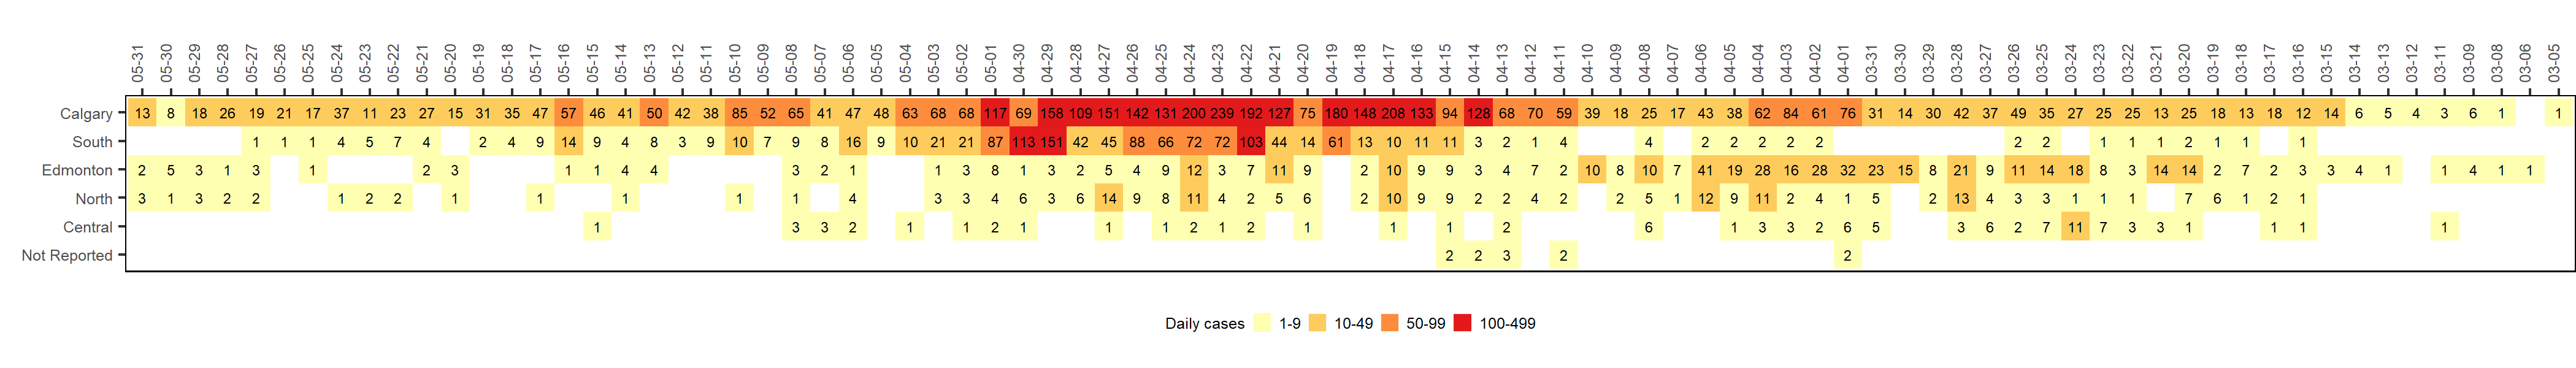 05-31 05-30 05-29 05-28 05-27 05-26 05-25 05-24 05-23 05-22 05-21 05-20 05-19 05-18 05-17 05-16 05-15 05-14 05-13 05-12 05-11 05-10 05-09 05-08 05-07 05-06 05-05 05-04 05-03 05-02 05-01 04-30 04-29 04-28 04-27 04-26 04-25 04-24 04-23 04-22 04-21 04-20 04-19 04-18 04-17 04-16 04-15 04-14 04-13 04-12 04-11 04-10 04-09 04-08 04-07 04-06 04-05 04-04 04-03 04-02 04-01 03-31 03-30 03-29 03-28 03-27 03-26 03-25 03-24 03-23 03-22 03-21 03-20 03-19 03-18 03-17 03-16 03-15 03-14 03-13 03-12 03-11 03-09 03-08 03-06 03-05
Calgary 13 8 18 26 19 21 17 37 11 23 27 15 31 35 47 57 46 41 50 42 38 85 52 65 41 47 48 63 68 68 117 69 158 109 151 142 131 200 239 192 127 75 180 148 208 133 94 128 68 70 59 39 18 25 17 43 38 62 84 61 76 31 14 30 42 37 49 35 27 25 25 13 25 18 13 18 12 14 6 5 4 3 6 1 1
South 1 1 1 4 5 7 4 2 4 9 14 9 4 8 3 9 10 7 9 8 16 9 10 21 21 87 113 151 42 45 88 66 72 72 103 44 14 61 13 10 11 11 3 2 1 4 4 2 2 2 2 2 2 2 1 1 1 2 1 1 1
Edmonton 2 5 3 1 3 1 2 3 1 1 4 4 3 2 1 1 3 8 1 3 2 5 4 9 12 3 7 11 9 2 10 9 9 3 4 7 2 10 8 10 7 41 19 28 16 28 32 23 15 8 21 9 11 14 18 8 3 14 14 2 7 2 3 3 4 1 1 4 1 1
North 3 1 3 2 2 1 2 2 1 1 1 1 1 4 3 3 4 6 3 6 14 9 8 11 4 2 5 6 2 10 9 9 2 2 4 2 2 5 1 12 9 11 2 4 1 5 2 13 4 3 3 1 1 1 7 6 1 2 1
Central 1 3 3 2 1 1 2 1 1 1 2 1 2 1 1 1 2 6 1 3 3 2 6 5 3 6 2 7 11 7 3 3 1 1 1 1
Not Reported 2 2 3 2 2
Daily cases 1-9 10-49 50-99 100-499